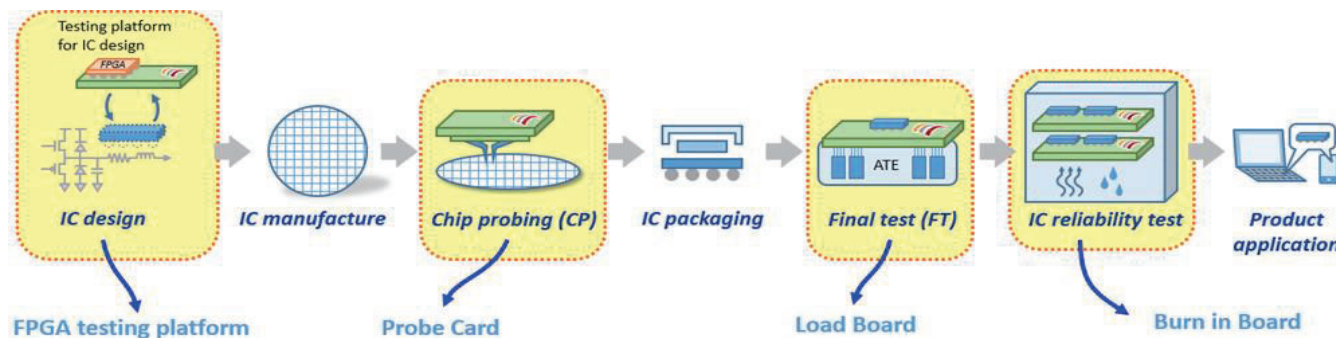 Testing platform
for IC design
FPGA
IC design
IC manufacture
Chip probing (CP)
IC packaging
ATE
Final test (FT)
IC reliability test
Product
application
FPGA testing platform
Probe Card
Load Board
Burn in Board